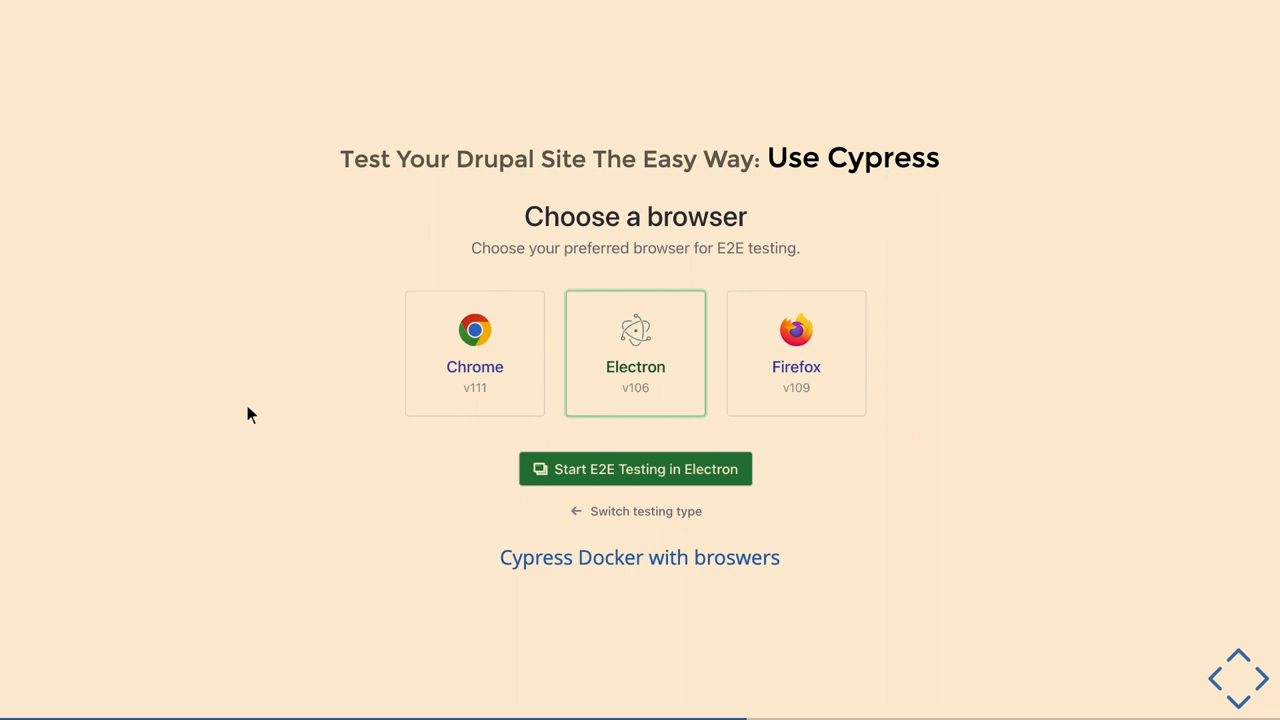 Test Your Drupal Site The Easy Way: Use Cypress
Choose a browser
Choose your preferred browser for E2E testing.
Chrome
v111
Electron
v106
Firefox
v109
Start E2E Testing in Electron
Switch testing type
Cypress Docker with broswers